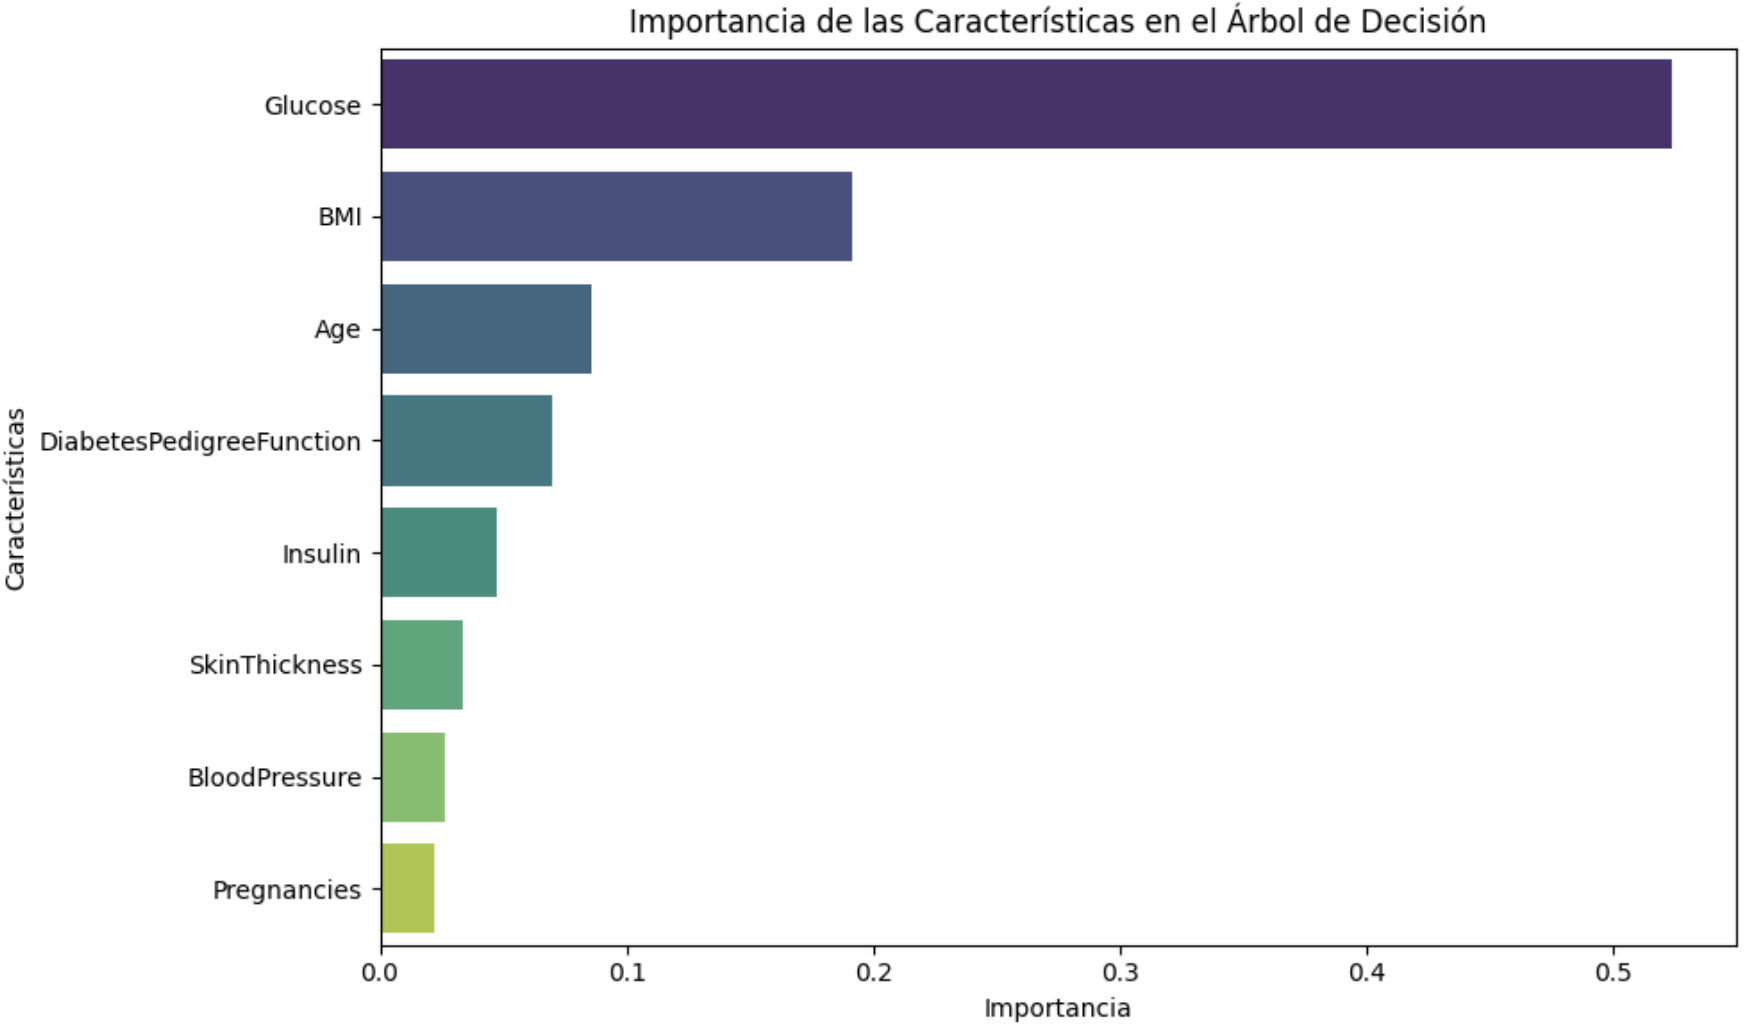 Importancia de las Características en el Árbol de Decisión
Características
Glucose
BMI
Age
DiabetesPedigreeFunction
Insulin
SkinThickness
BloodPressure
Pregnancies
0.0 0.1 0.2 0.3 0.4 0.5
Importancia